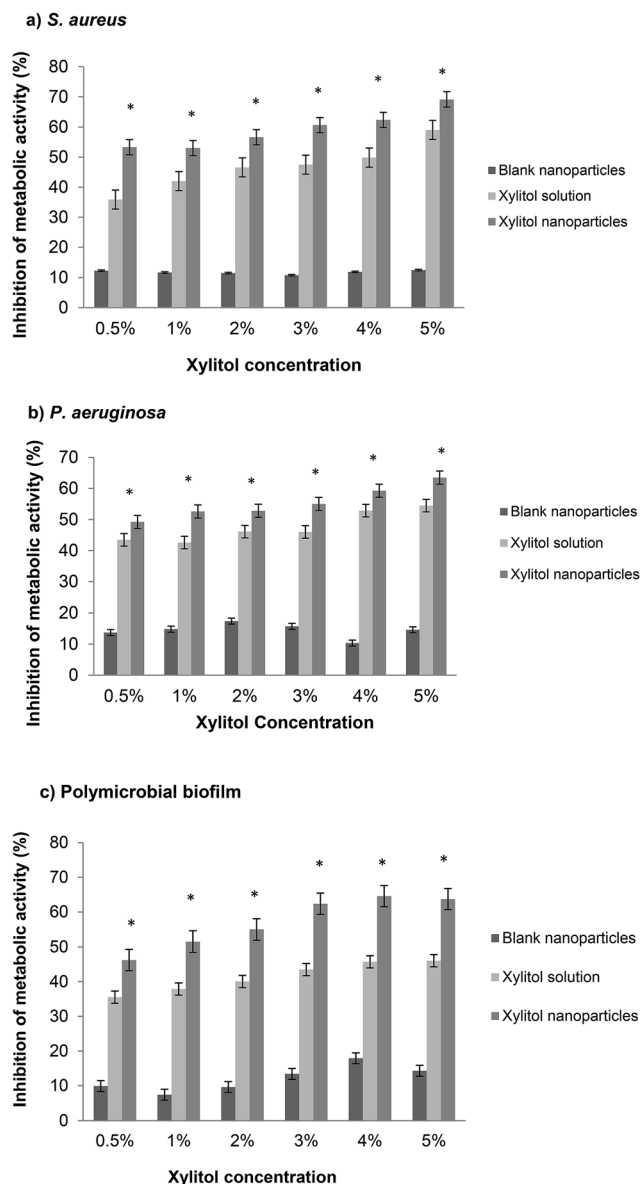 a) S. aureus
Inhibition of metabolic activity (%)
80
70
60
50
40
30
20
10
0
* * * * * *
0.5% 1% 2% 3% 4% 5%
Xylitol concentration
Blank nanoparticles
Xylitol solution
Xylitol nanoparticles
b) P. aeruginosa
Inhibition of metabolic activity (%)
70
60
50
40
30
20
10
0
* * * * * *
0.5% 1% 2% 3% 4% 5%
Xylitol Concentration
Blank nanoparticles
Xylitol solution
Xylitol nanoparticles
c) Polymicrobial biofilm
Inhibition of metabolic activity (%)
80
70
60
50
40
30
20
10
0
* * * * * *
0.5% 1% 2% 3% 4% 5%
Xylitol concentration
Blank nanoparticles
Xylitol solution
Xylitol nanoparticles